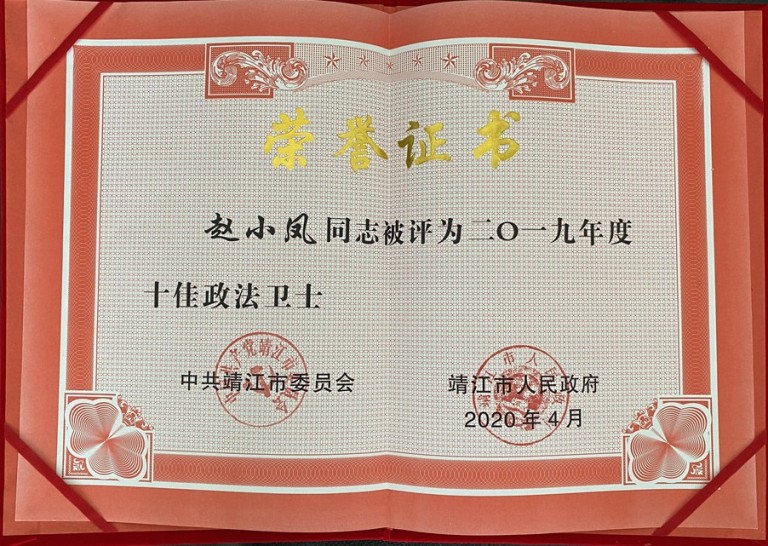 荣誉证书
赵小凤同志被评为二〇一九年度
十佳政法卫士
中共靖江市委员会
靖江市人民政府
2020年4月